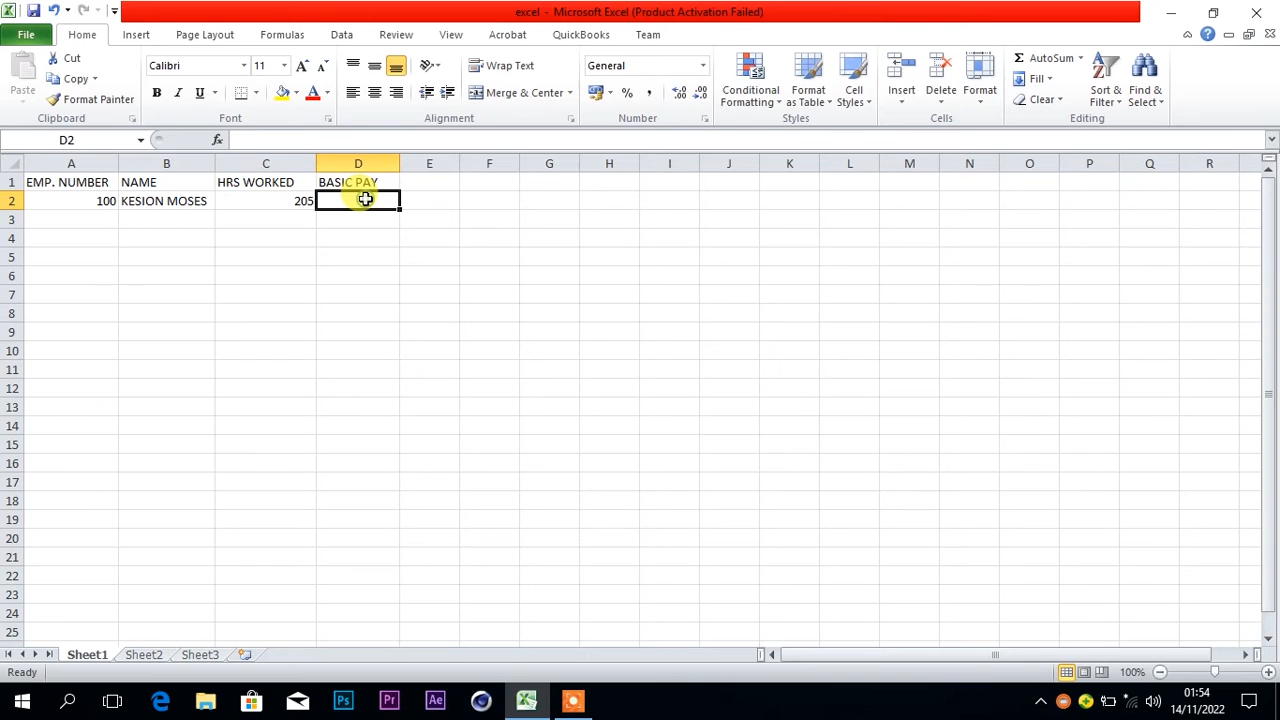 excel - Microsoft Excel (Product Activation Failed)
File Home Insert Page Layout Formulas Data Review View Acrobat QuickBooks Team
Paste
Cut
Copy
Format Painter
Clipboard
Calibri 11
B I U
Font
Wrap Text
Merge & Center
Alignment
General
%
Number
Conditional Formatting
Format as Table
Cell Styles
Styles
Insert
Delete
Format
Cells
AutoSum
Fill
Clear
Sort & Filter
Find & Select
Editing
D2 fx
A B C D E F G H I J K L M N O P Q R
1 EMP. NUMBER NAME HRS WORKED BASIC PAY
2 100 KESION MOSES 205
3
4
5
6
7
8
9
10
11
12
13
14
15
16
17
18
19
20
21
22
23
24
25
Sheet1 Sheet2 Sheet3
Ready 100%
Ps Pr Ae
01:54
14/11/2022